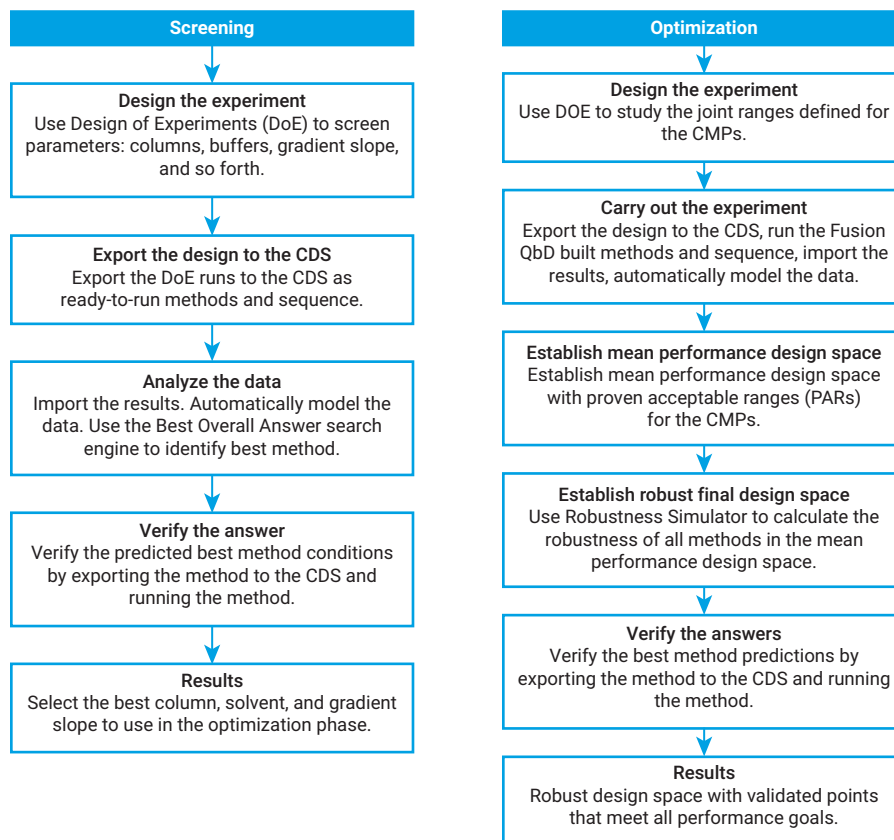 Screening
Design the experiment
Use Design of Experiments (DoE) to screen
parameters: columns, buffers, gradient slope,
and so forth.
Export the design to the CDS
Export the DoE runs to the CDS as
ready-to-run methods and sequence.
Analyze the data
Import the results. Automatically model the
data. Use the Best Overall Answer search
engine to identify best method.
Verify the answer
Verify the predicted best method conditions
by exporting the method to the CDS and
running the method.
Results
Select the best column, solvent, and gradient
slope to use in the optimization phase.
Optimization
Design the experiment
Use DOE to study the joint ranges defined for
the CMPs.
Carry out the experiment
Export the design to the CDS, run the Fusion
QbD built methods and sequence, import the
results, automatically model the data.
Establish mean performance design space
Establish mean performance design space
with proven acceptable ranges (PARs)
for the CMPs.
Establish robust final design space
Use Robustness Simulator to calculate the
robustness of all methods in the mean
performance design space.
Verify the answers
Verify the best method predictions by
exporting the method to the CDS and running
the method.
Results
Robust design space with validated points
that meet all performance goals.